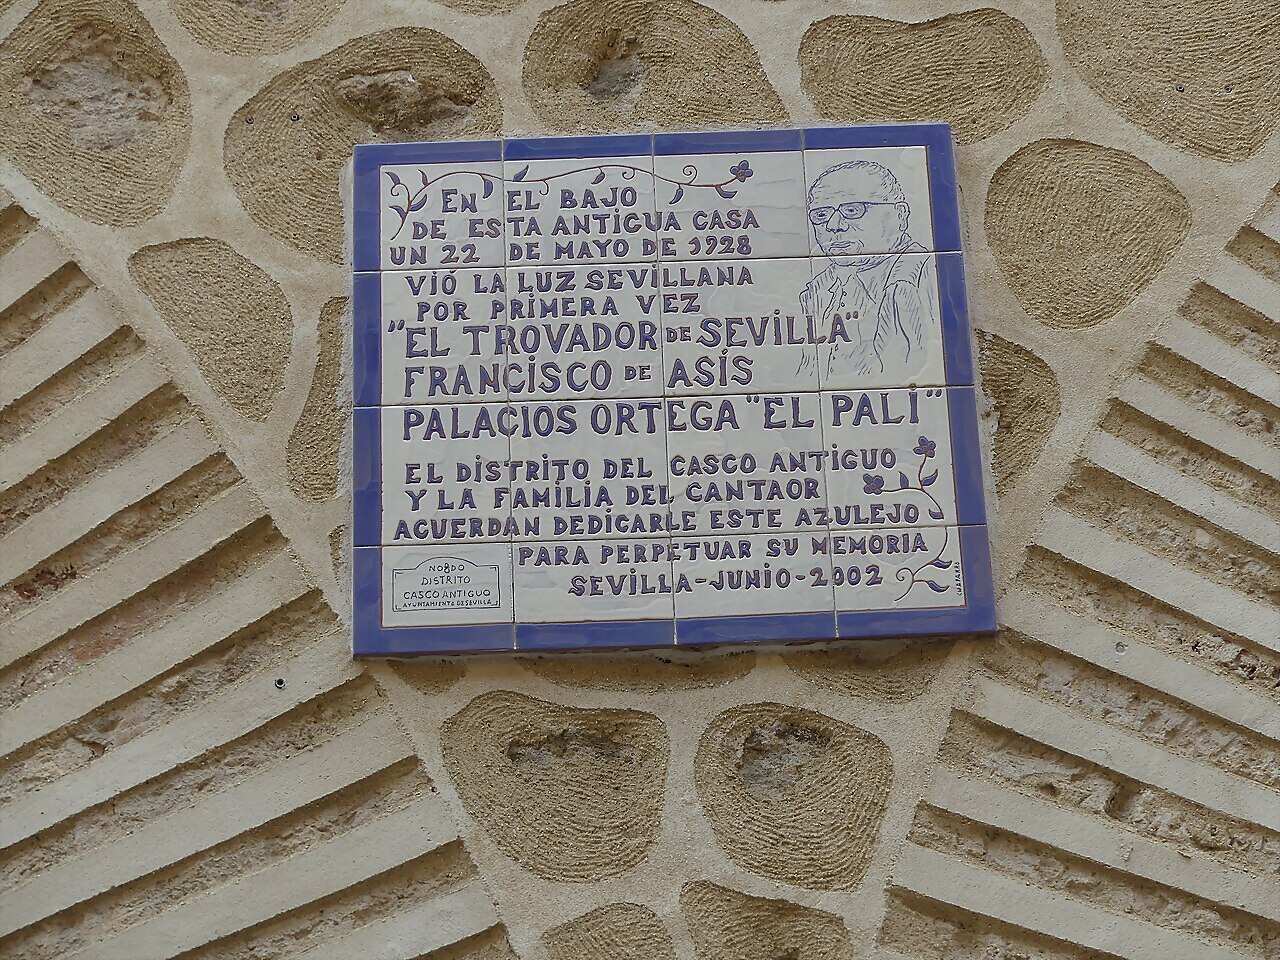 EN EL BAJO
DE ESTA ANTIGUA CASA
UN 22 DE MAYO DE 1928
VIÓ LA LUZ SEVILLANA
POR PRIMERA VEZ
"EL TROVADOR DE SEVILLA"
FRANCISCO DE ASÍS
PALACIOS ORTEGA "EL PALI"
EL DISTRITO DEL CASCO ANTIGUO
Y LA FAMILIA DEL CANTAOR
ACUERDAN DEDICARLE ESTE AZULEJO
PARA PERPETUAR SU MEMORIA
SEVILLA-JUNIO-2002
NO8DO
DISTRITO
CASCO ANTIGUO
AYUNTAMIENTO DE SEVILLA